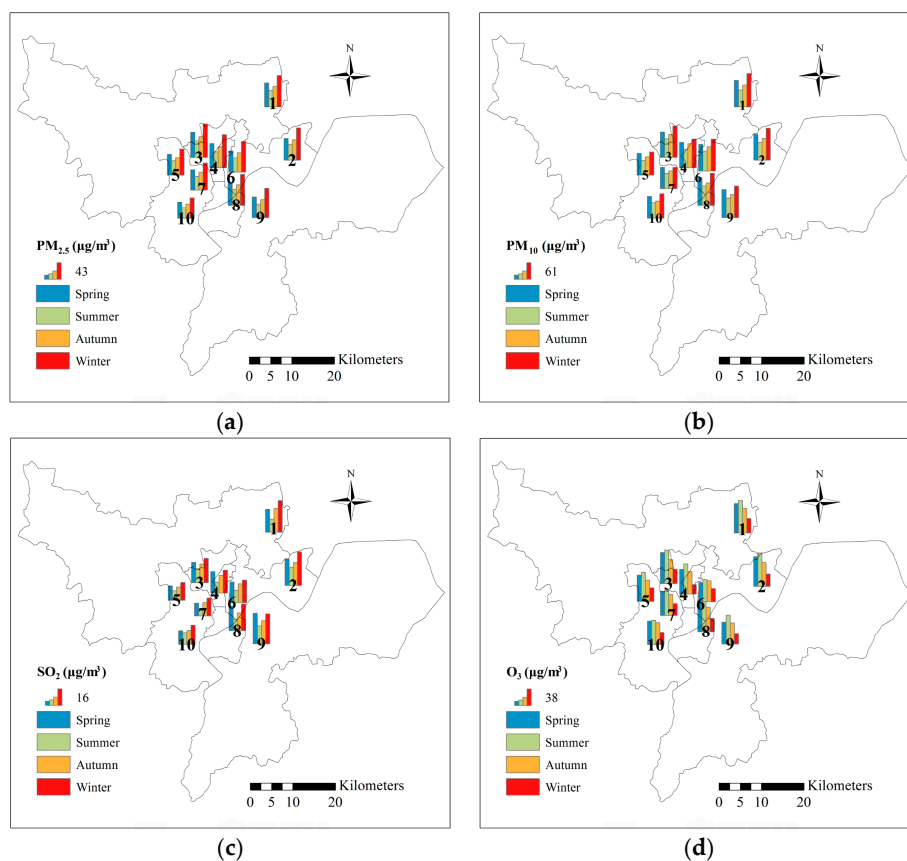 N
1
2
3
4
5
6
7
8
9
10
PM2.5 (µg/m³)
43
Spring
Summer
Autumn
Winter
Kilometers
0 5 10 20
(a)
N
1
2
3
4
5
6
7
8
9
10
PM10 (µg/m³)
61
Spring
Summer
Autumn
Winter
Kilometers
0 5 10 20
(b)
N
1
2
3
4
5
6
7
8
9
10
SO2 (µg/m³)
16
Spring
Summer
Autumn
Winter
Kilometers
0 5 10 20
(c)
N
1
2
3
4
5
6
7
8
9
10
O3 (µg/m³)
38
Spring
Summer
Autumn
Winter
Kilometers
0 5 10 20
(d)